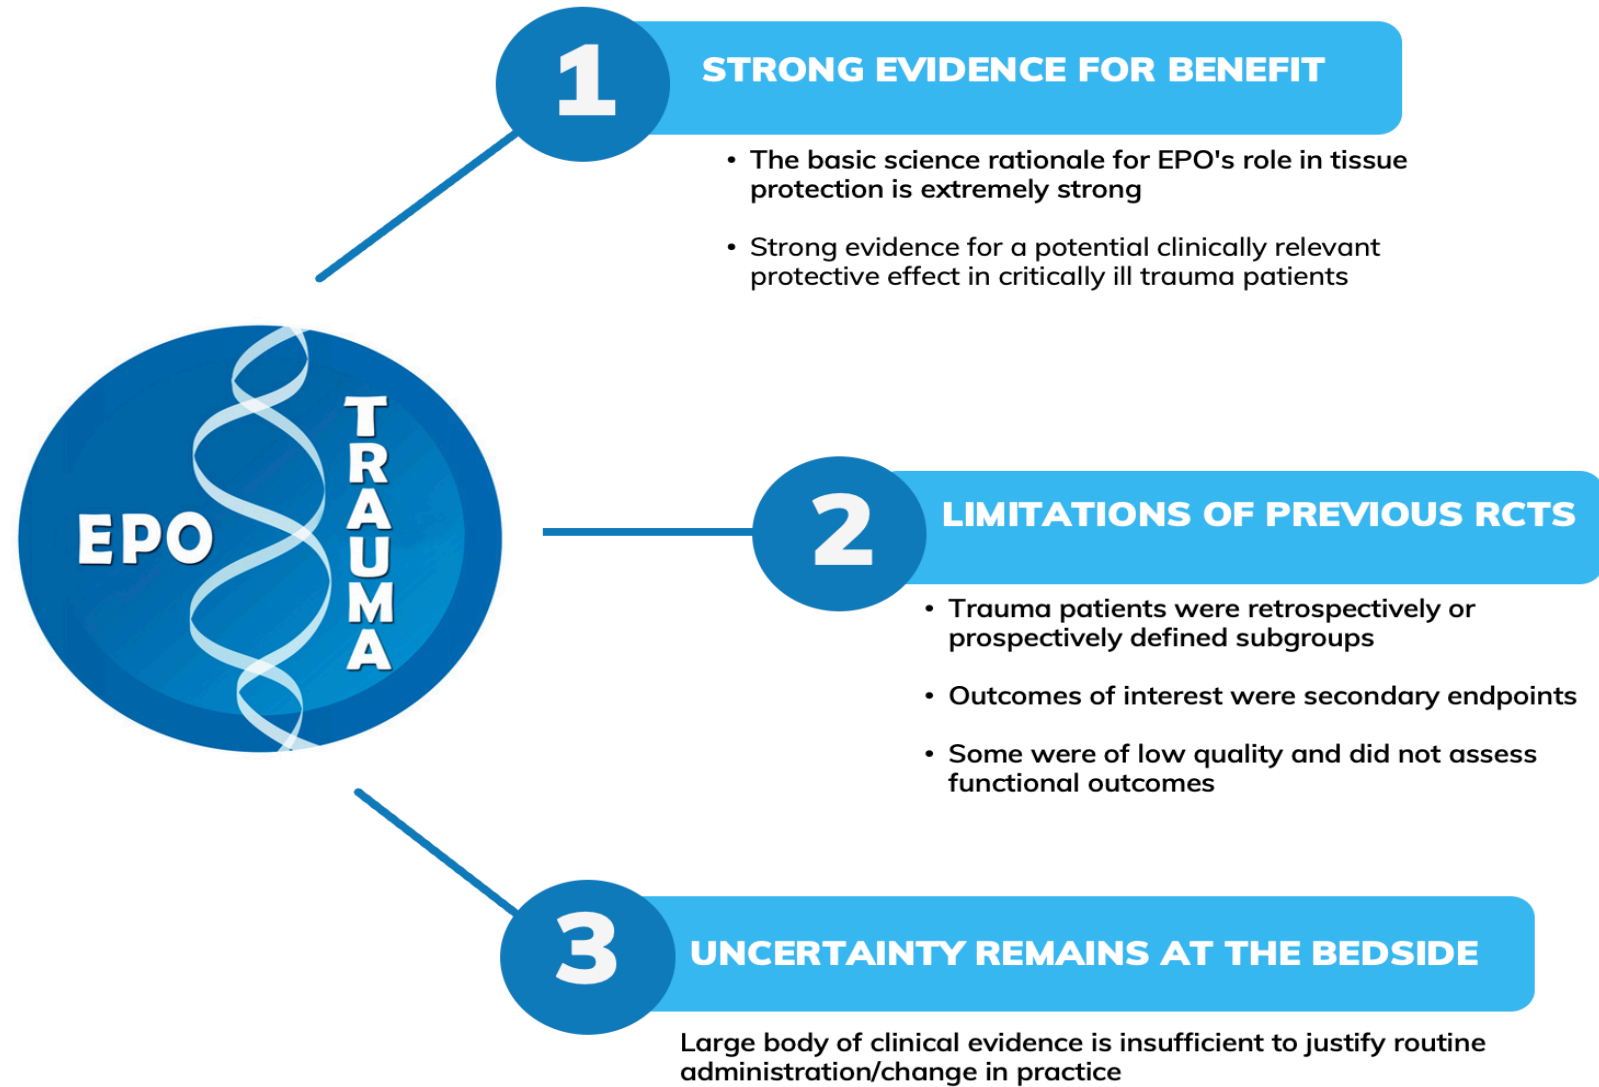 1
STRONG EVIDENCE FOR BENEFIT
• The basic science rationale for EPO's role in tissue
protection is extremely strong
• Strong evidence for a potential clinically relevant
protective effect in critically ill trauma patients
EPO
TRAUMA
2
LIMITATIONS OF PREVIOUS RCTS
• Trauma patients were retrospectively or
prospectively defined subgroups
• Outcomes of interest were secondary endpoints
• Some were of low quality and did not assess
functional outcomes
3
UNCERTAINTY REMAINS AT THE BEDSIDE
Large body of clinical evidence is insufficient to justify routine
administration/change in practice